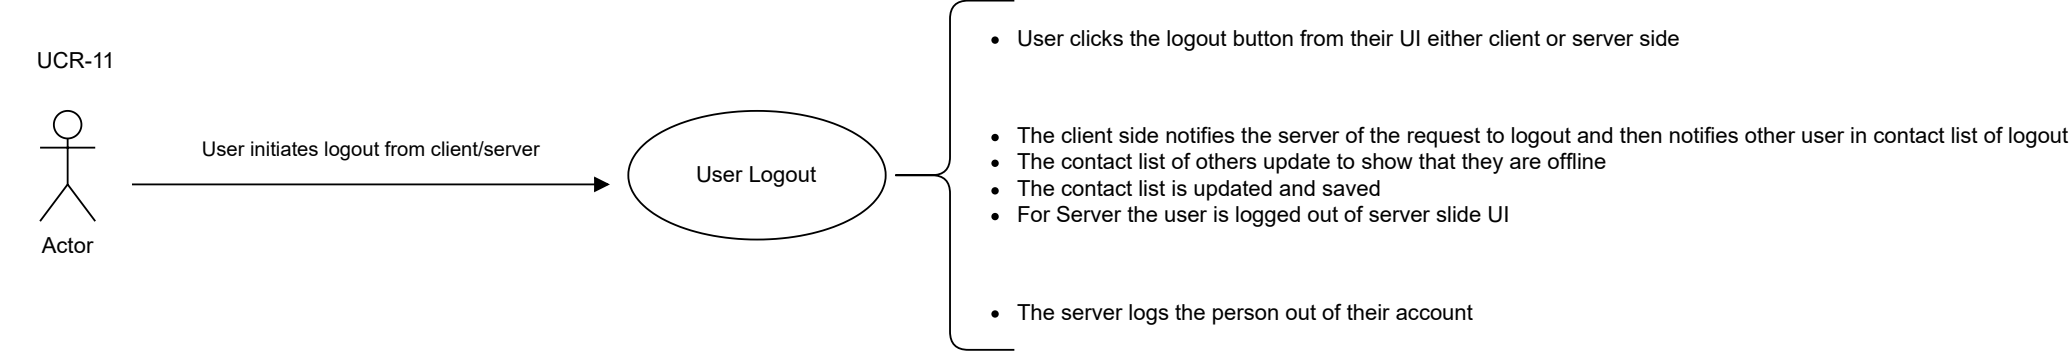 UCR-11
User initiates logout from client/server
Actor
User Logout
• User clicks the logout button from their UI either client or server side
• The client side notifies the server of the request to logout and then notifies other user in contact list of logout
• The contact list of others update to show that they are offline
• The contact list is updated and saved
• For Server the user is logged out of server slide UI
• The server logs the person out of their account